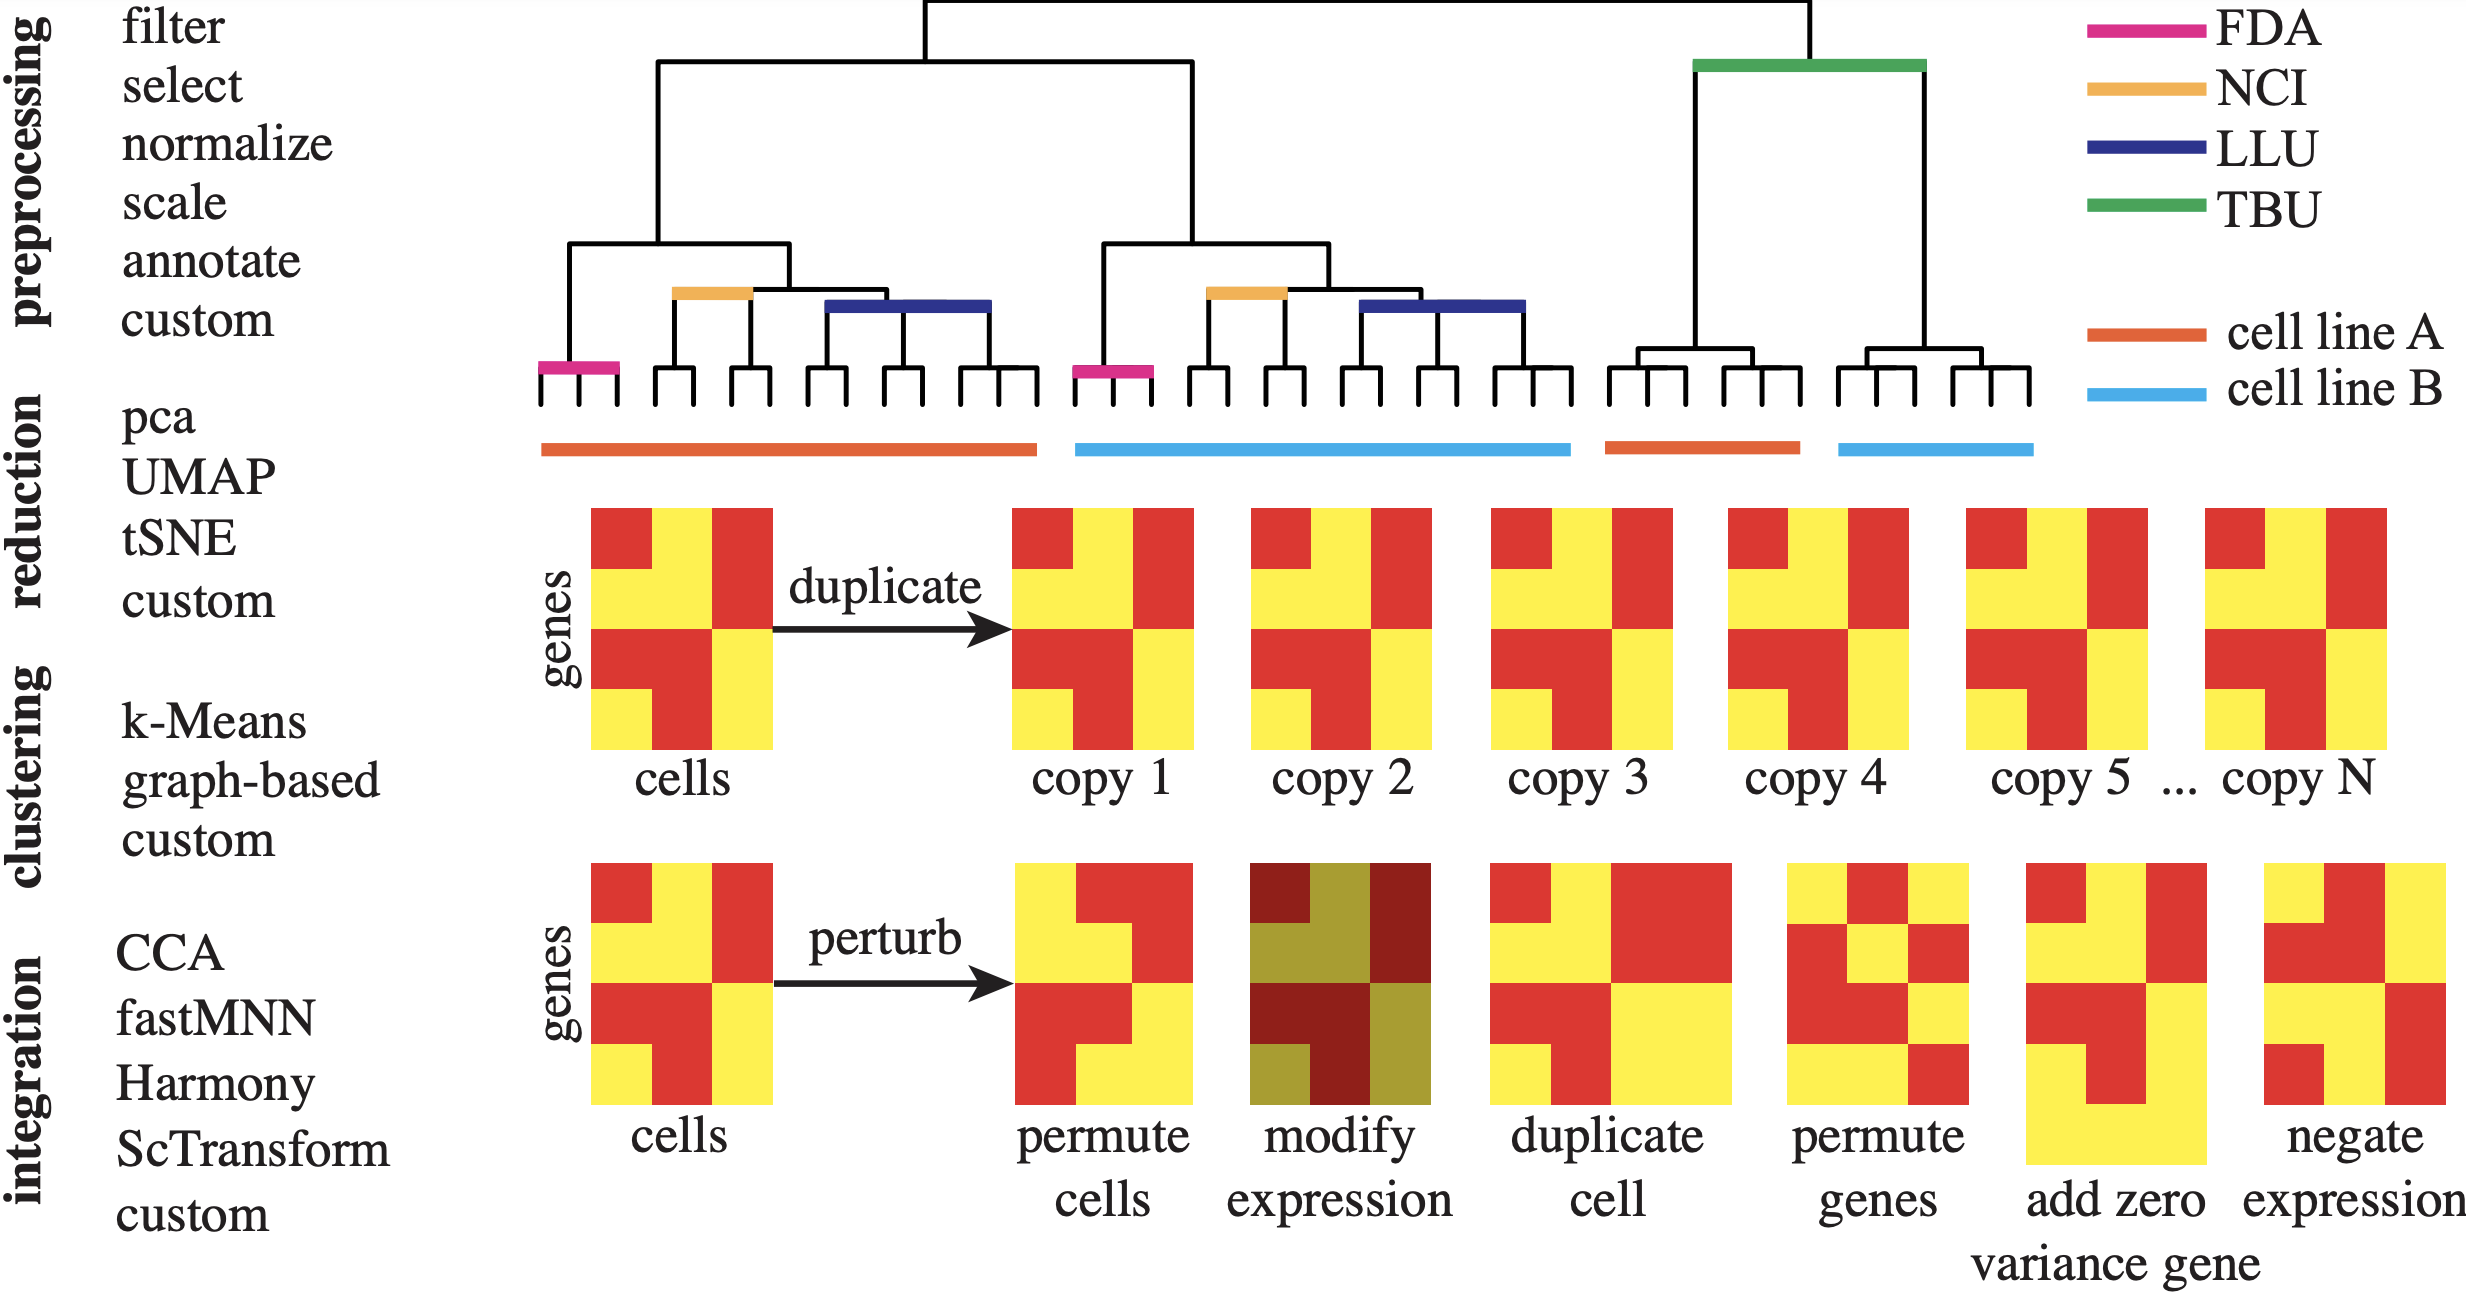 preprocessing
filter
select
normalize
scale
annotate
custom
reduction
pca
UMAP
tSNE
custom
clustering
k-Means
graph-based
custom
integration
CCA
fastMNN
Harmony
ScTransform
custom
FDA
NCI
LLU
TBU
cell line A
cell line B
genes
cells
duplicate
copy 1
copy 2
copy 3
copy 4
copy 5
...
copy N
genes
cells
perturb
permute
cells
modify
expression
duplicate
cell
permute
genes
add zero
variance gene
negate
expression